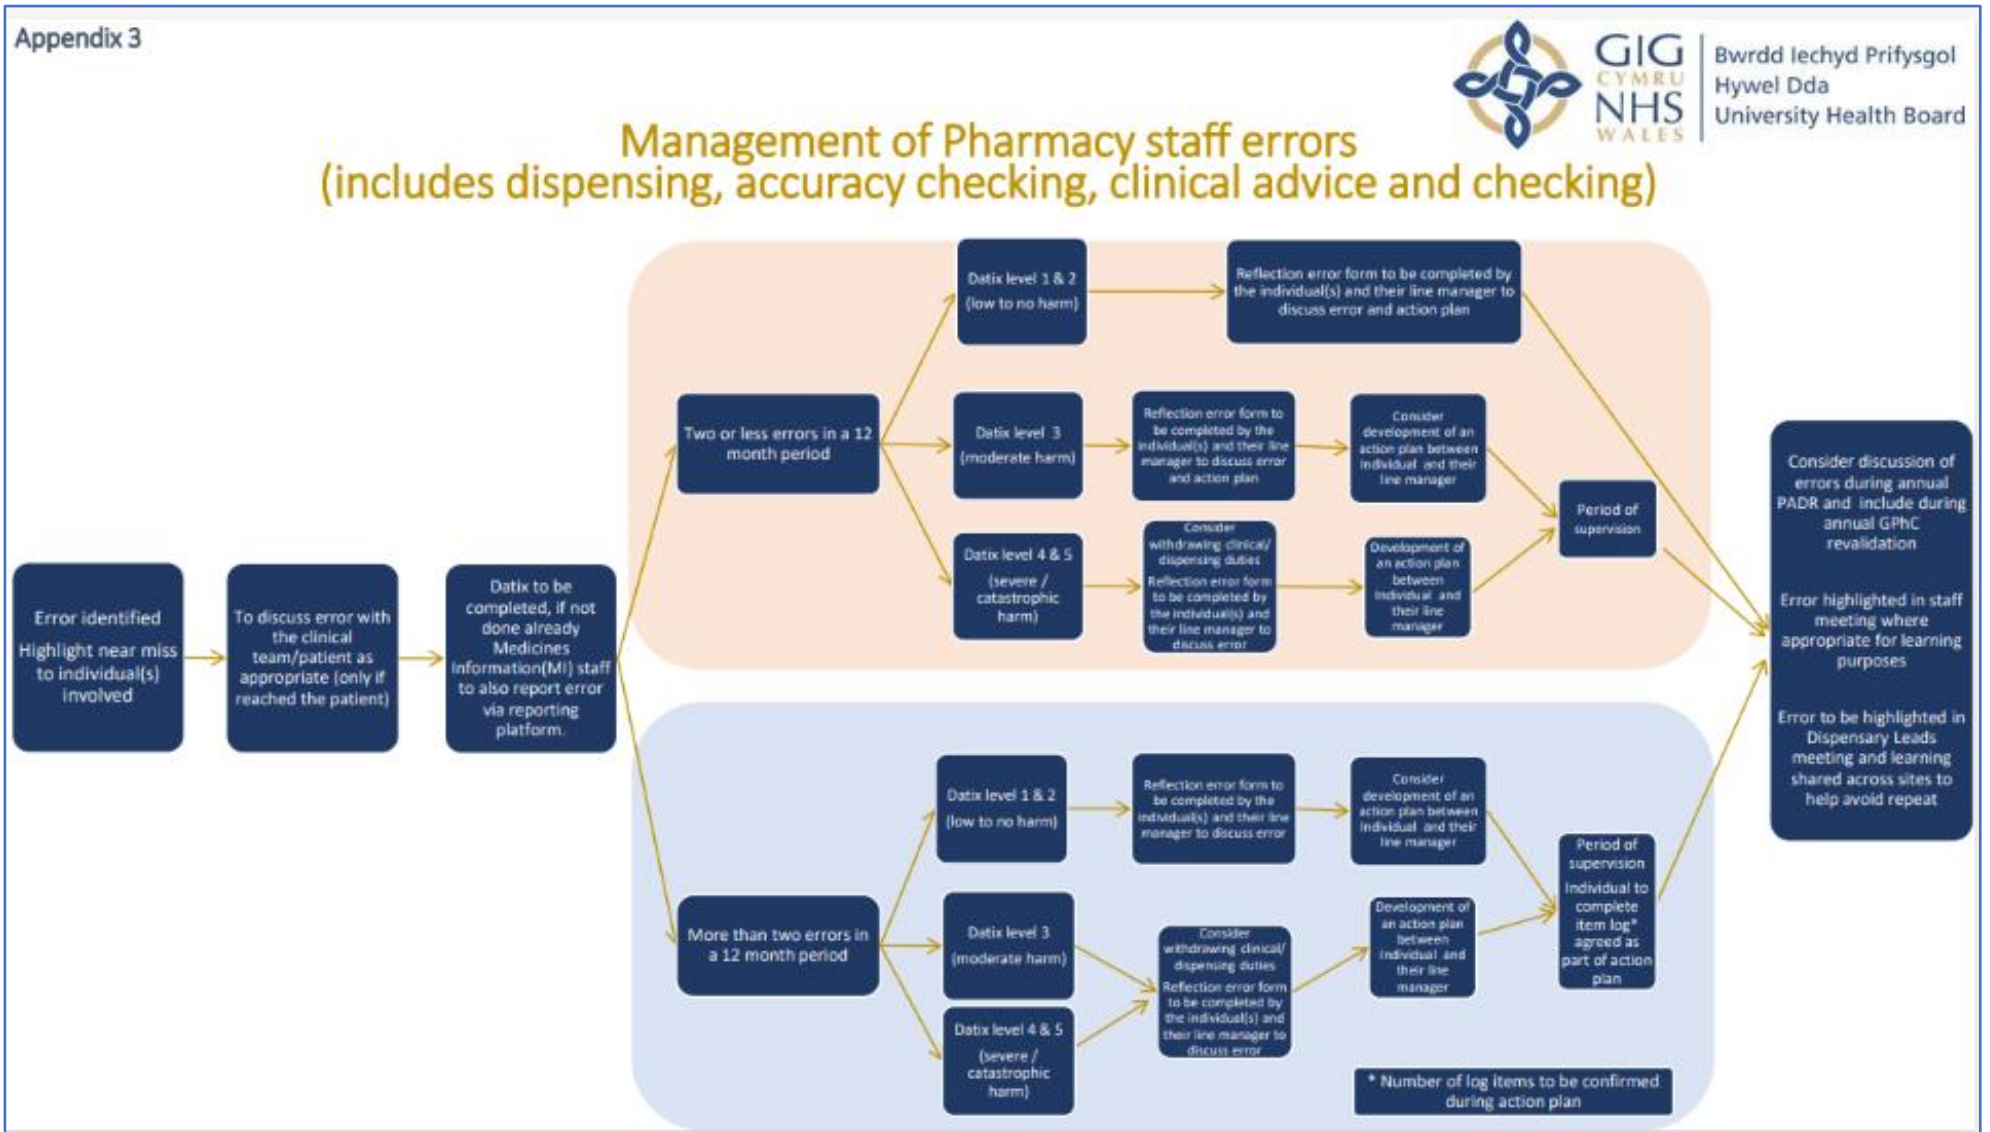 Appendix 3
GIG
CYMRU
NHS
WALES
Bwrdd Iechyd Prifysgol
Hywel Dda
University Health Board
Management of Pharmacy staff errors
(includes dispensing, accuracy checking, clinical advice and checking)
Error identified
Highlight near miss
to individual(s)
involved
To discuss error with
the clinical
team/patient as
appropriate (only if
reached the patient)
Datix to be
completed, if not
done already
Medicines
Information(MI) staff
to also report error
via reporting
platform.
Two or less errors in a 12
month period
Datix level 1 & 2
(low to no harm)
Reflection error form to be completed by
the individual(s) and their line manager to
discuss error and action plan
Datix level 3
(moderate harm)
Reflection error form to
be completed by the
individual(s) and their line
manager to discuss error
and action plan
Consider
development of an
action plan between
individual and their
line manager
Datix level 4 & 5
(severe /
catastrophic
harm)
Consider
withdrawing clinical/
dispensing duties
Reflection error form
to be completed by
the individual(s) and
their line manager to
discuss error
Development of
an action plan
between
individual and
their line
manager
Period of
supervision
More than two errors in
a 12 month period
Datix level 1 & 2
(low to no harm)
Reflection error form to
be completed by the
individual(s) and their line
manager to discuss error
Consider
development of an
action plan between
individual and their
line manager
Datix level 3
(moderate harm)
Datix level 4 & 5
(severe /
catastrophic
harm)
Consider
withdrawing clinical/
dispensing duties
Reflection error form
to be completed by
the individual(s) and
their line manager to
discuss error
Development of
an action plan
between
individual and
their line
manager
Period of
supervision
Individual to
complete
item log*
agreed as
part of action
plan
* Number of log items to be confirmed
during action plan
Consider discussion of
errors during annual
PADR and include during
annual GPhC
revalidation
Error highlighted in staff
meeting where
appropriate for learning
purposes
Error to be highlighted in
Dispensary Leads
meeting and learning
shared across sites to
help avoid repeat